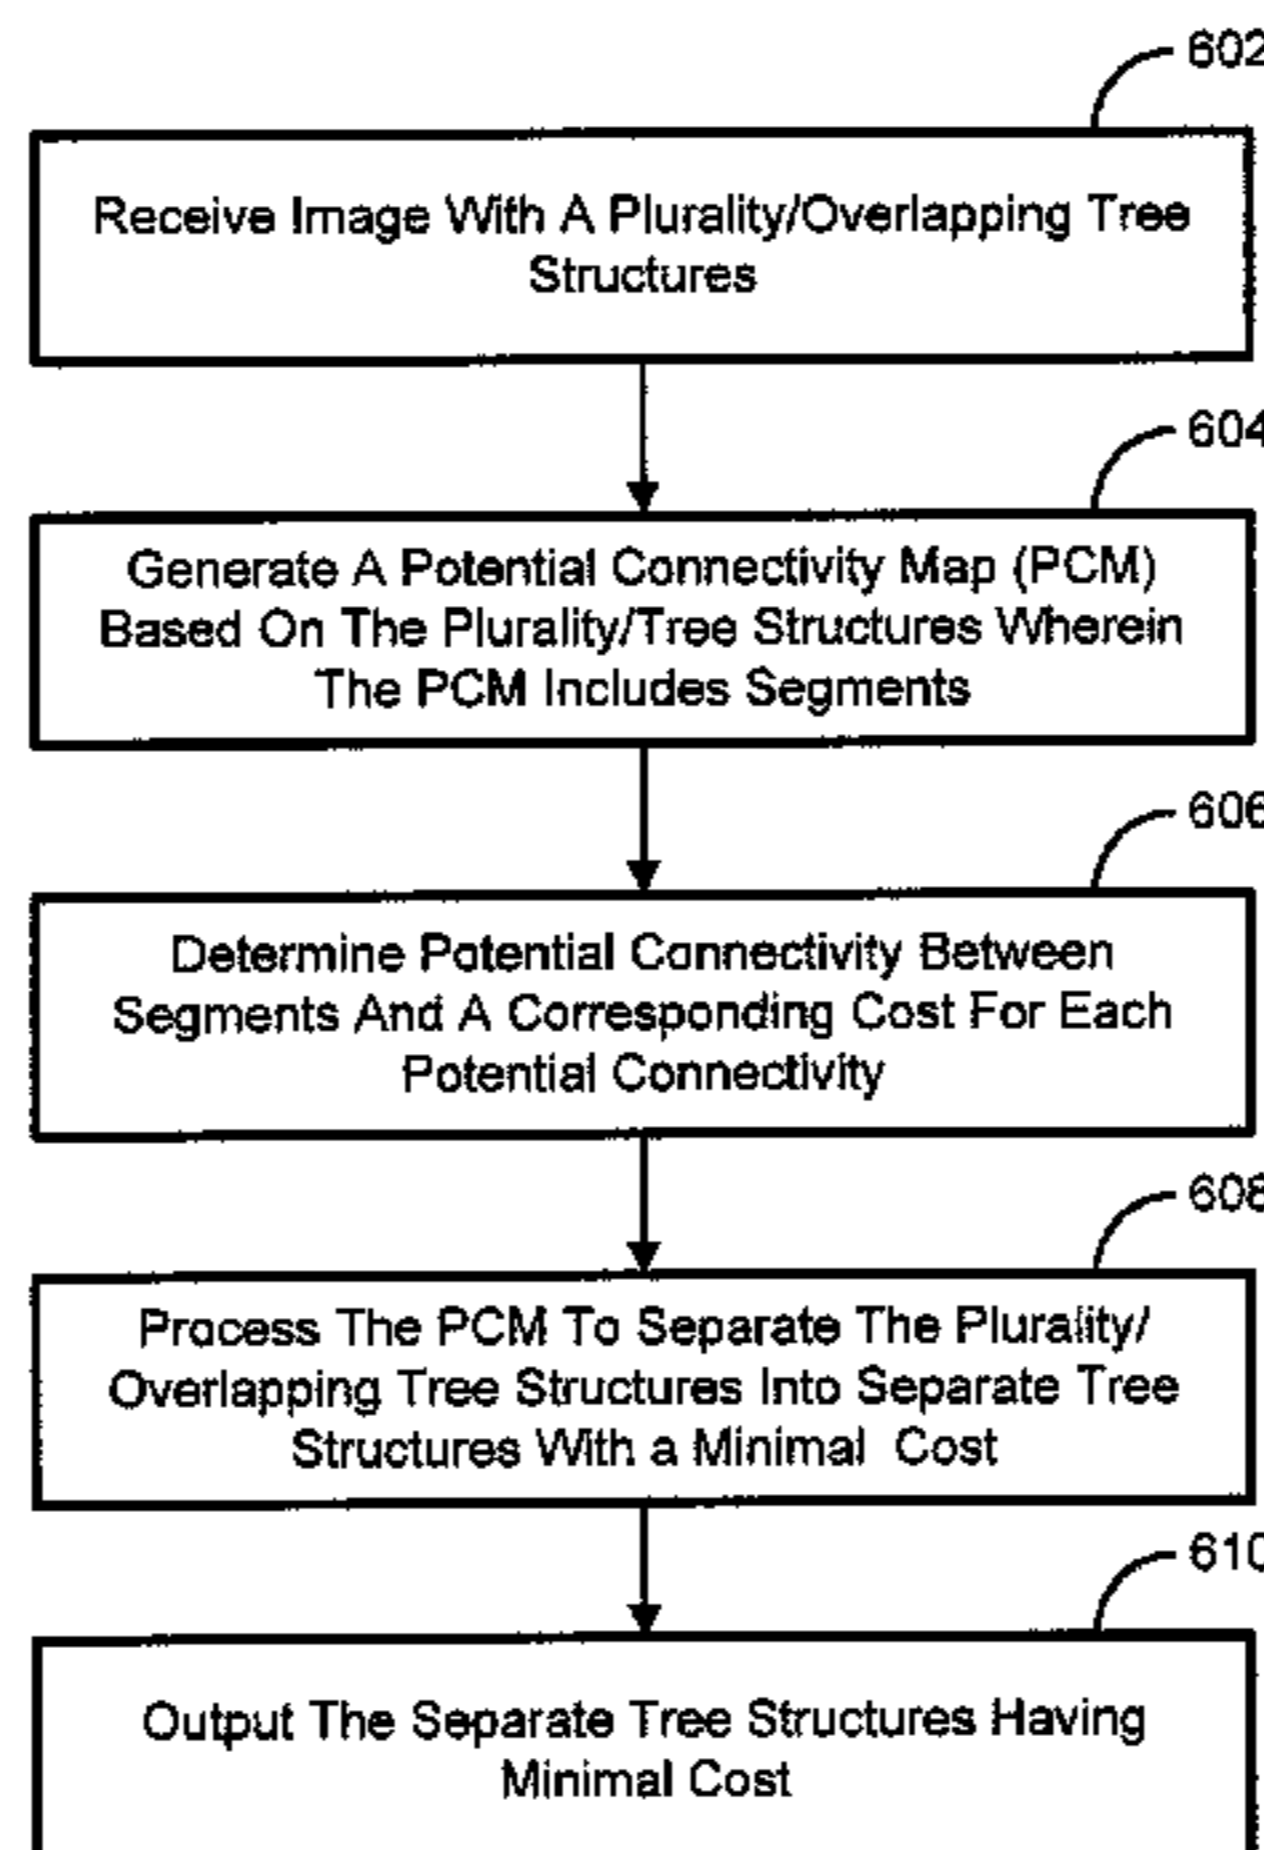 602
Receive Image With A Plurality/Overlapping Tree
Structures
604
Generate A Potential Connectivity Map (PCM)
Based On The Plurality/Tree Structures Wherein
The PCM Includes Segments
606
Determine Potential Connectivity Between
Segments And A Corresponding Cost For Each
Potential Connectivity
608
Process The PCM To Separate The Plurality/
Overlapping Tree Structures Into Separate Tree
Structures With a Minimal Cost
610
Output The Separate Tree Structures Having
Minimal Cost